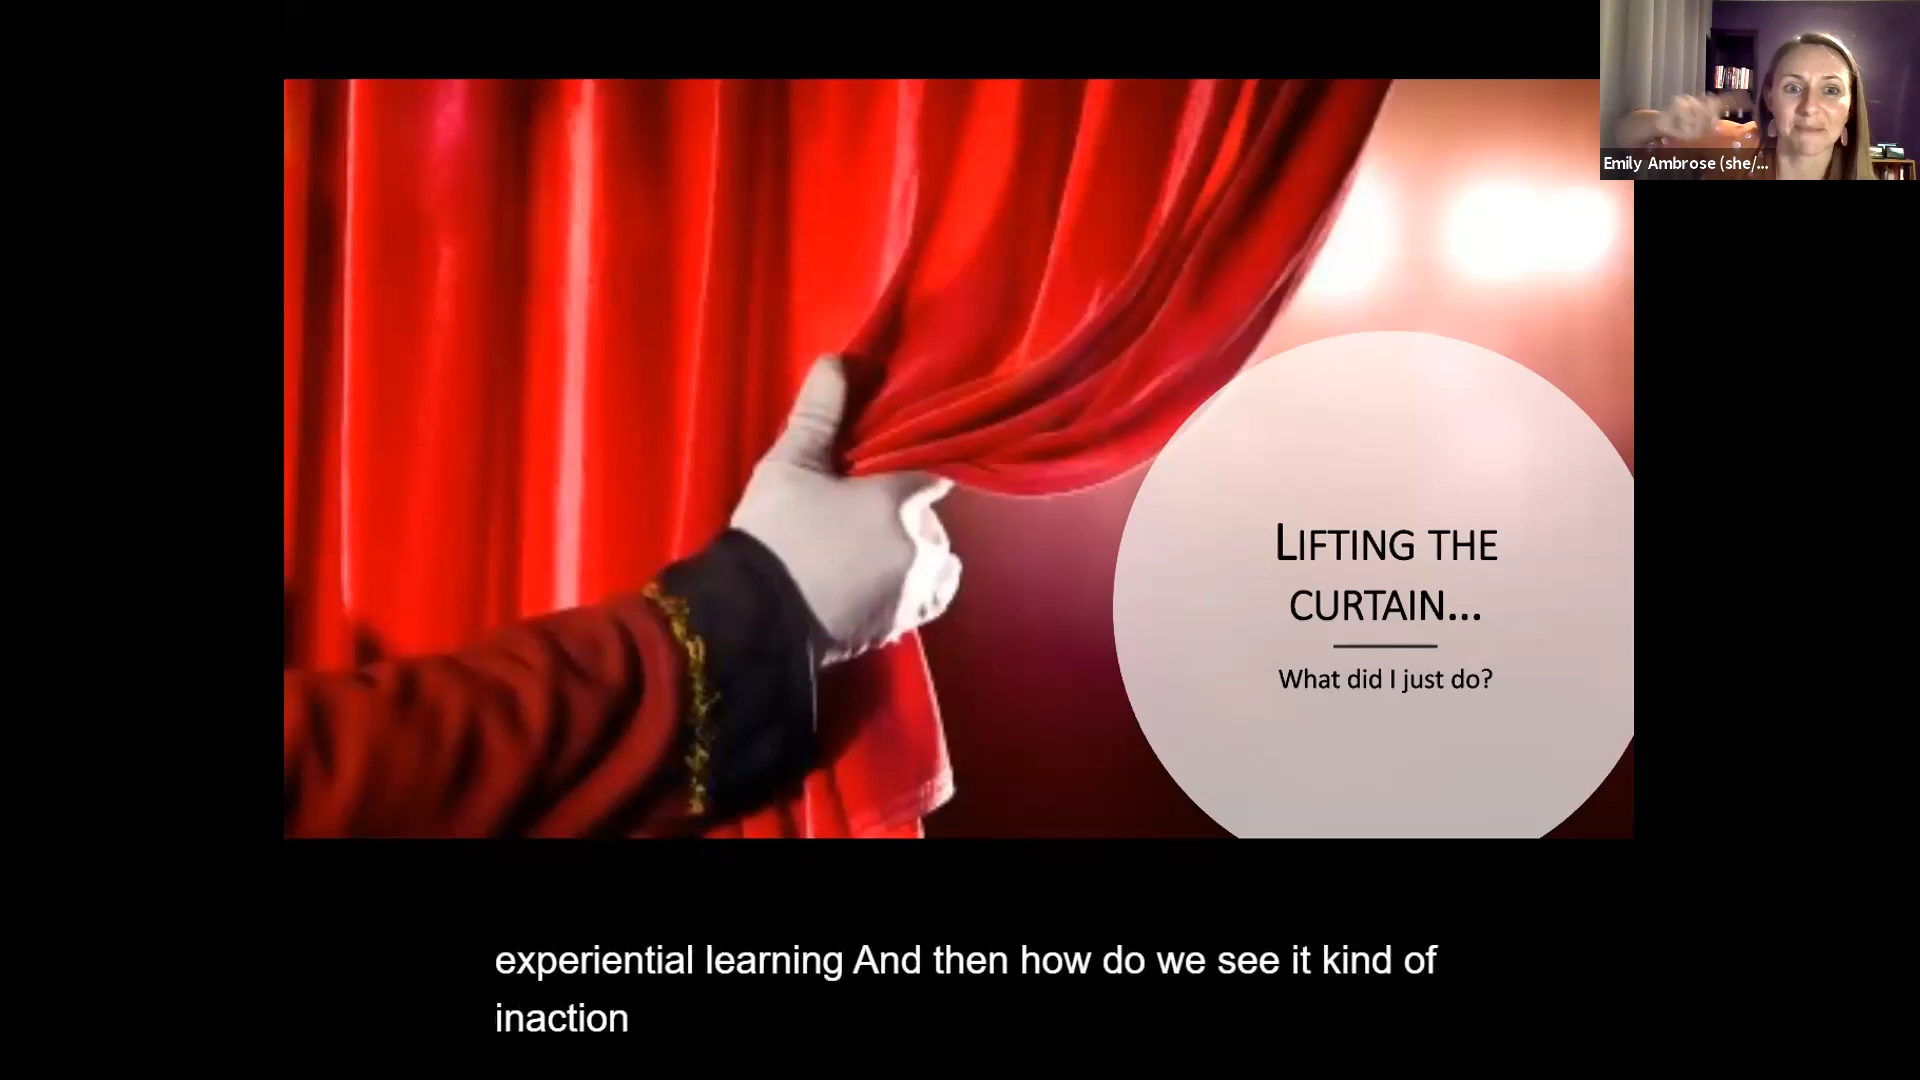 Emily Ambrose (she/...
LIFTING THE
CURTAIN...
What did I just do?
experiential learning And then how do we see it kind of
inaction